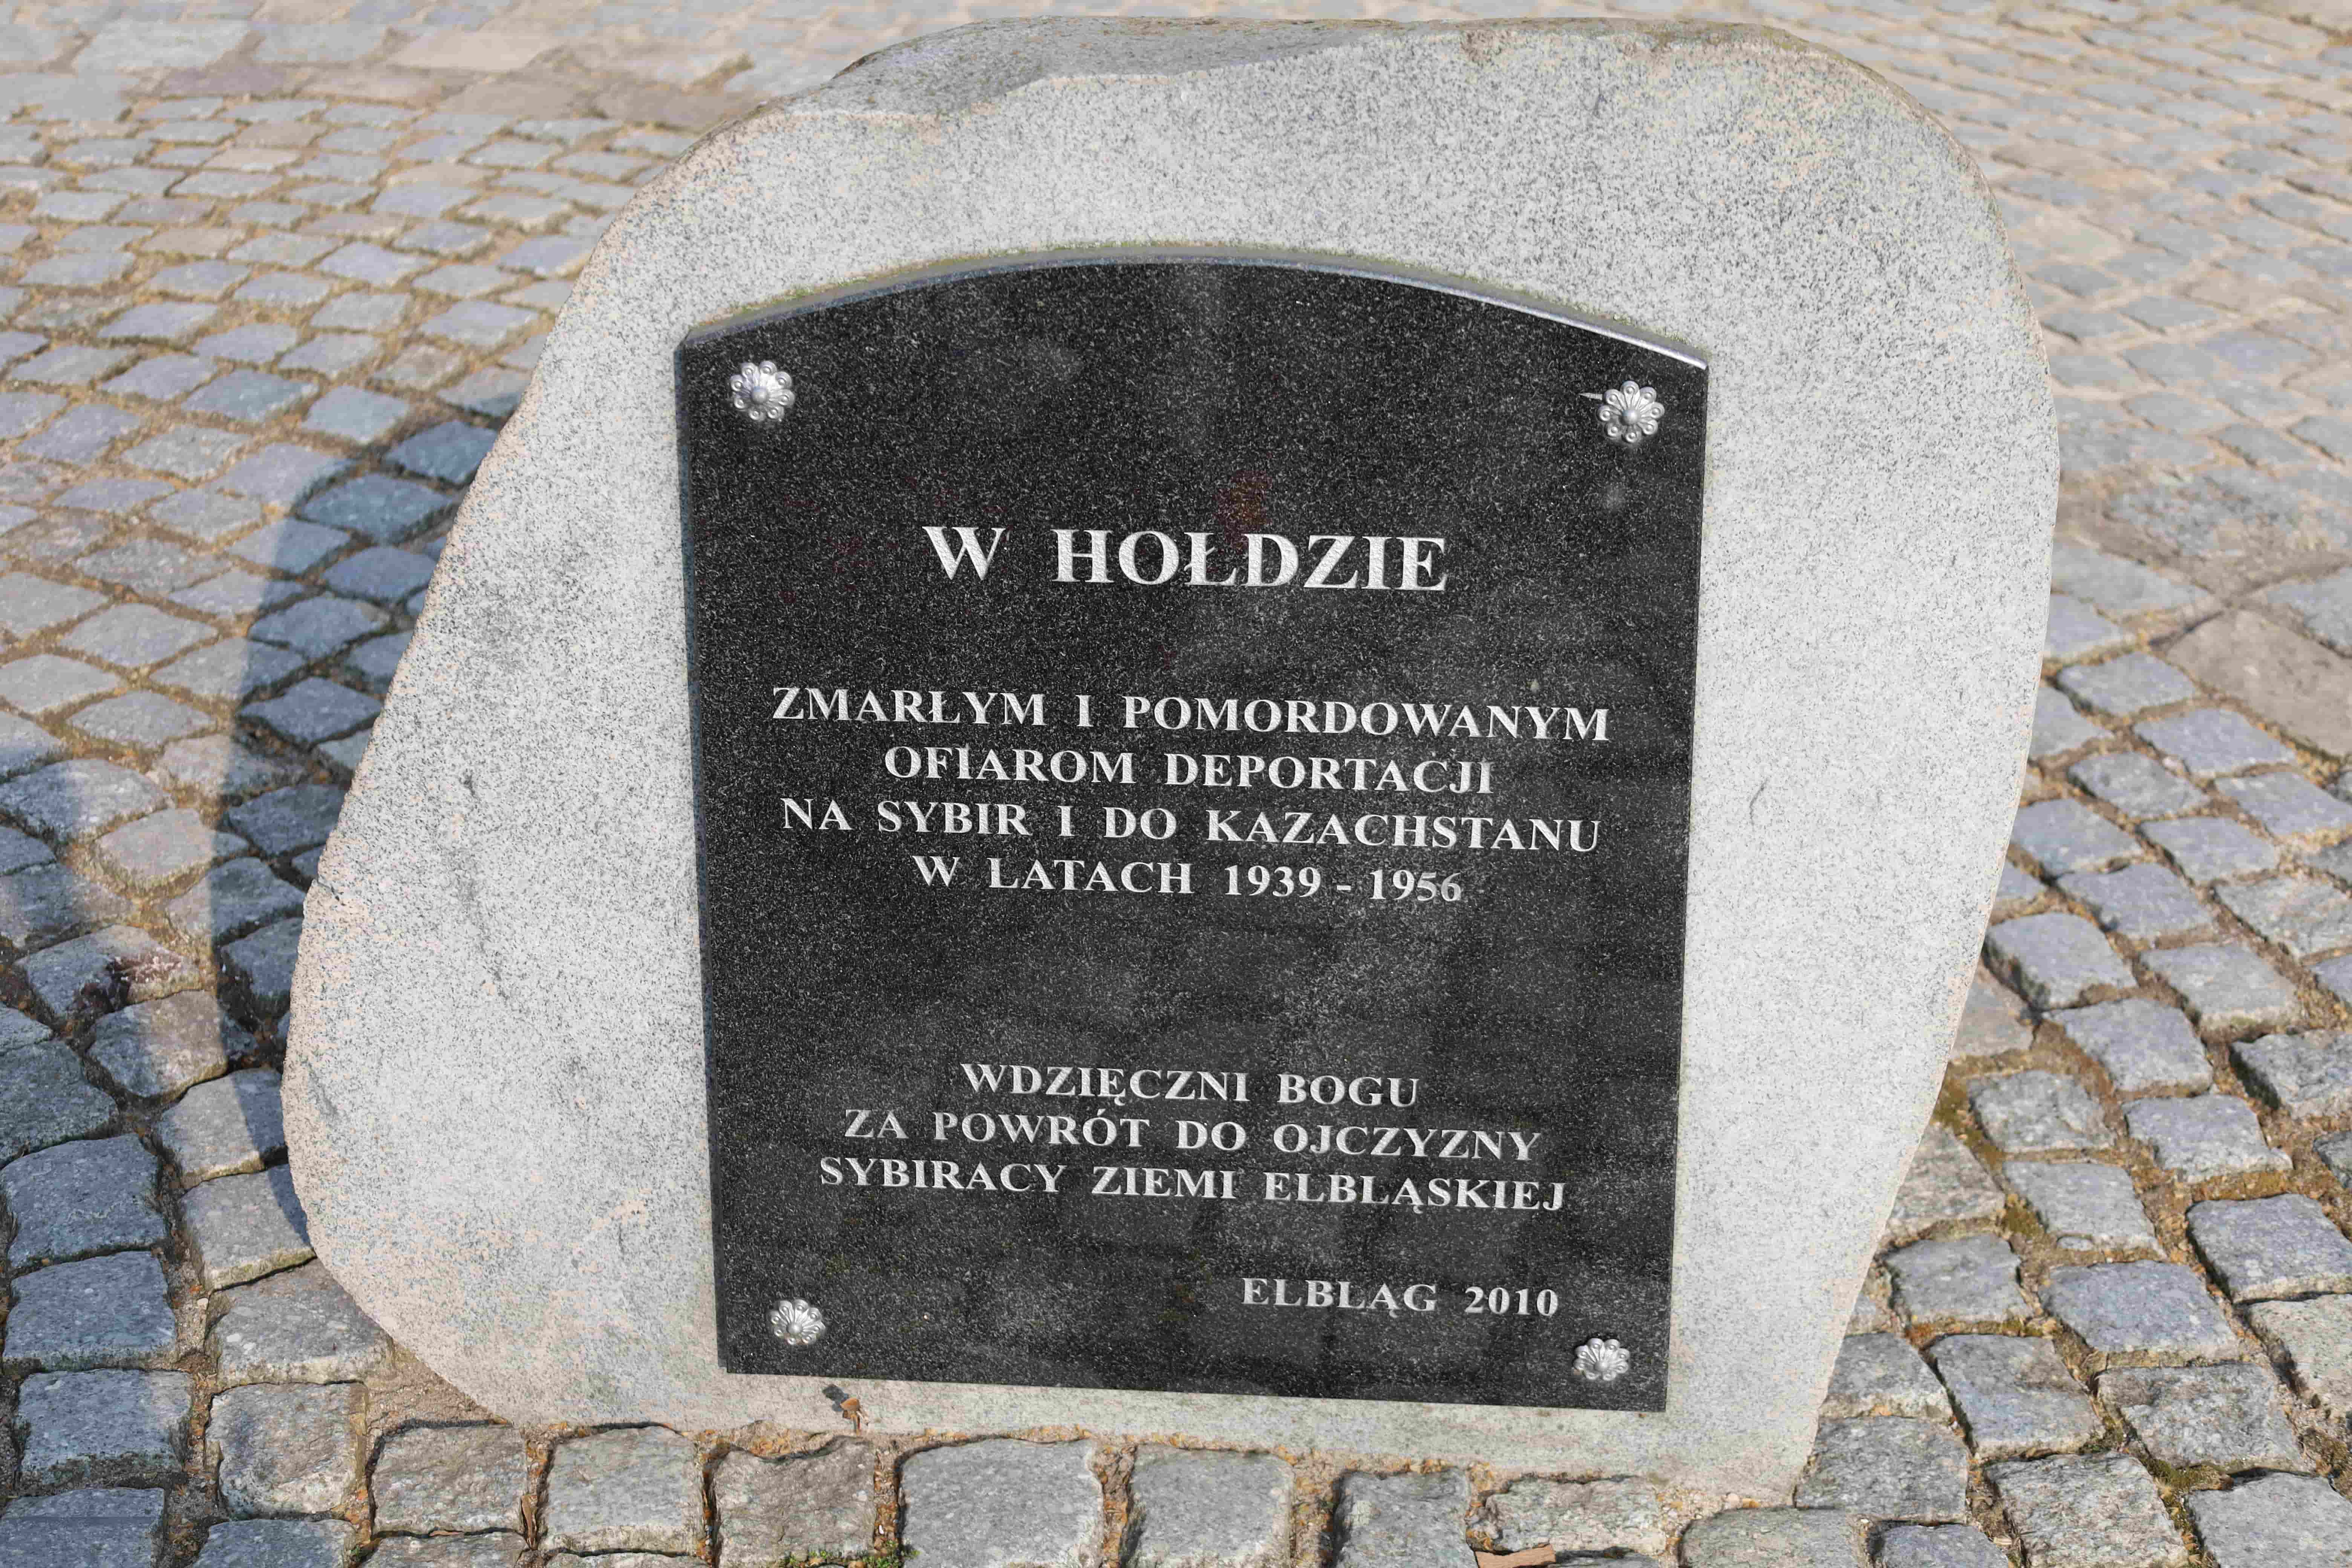 W HOŁDZIE
ZMARŁYM I POMORDOWANYM
OFIAROM DEPORTACJI
NA SYBIR I DO KAZACHSTANU
W LATACH 1939 - 1956
WDZIĘCZNI BOGU
ZA POWRÓT DO OJCZYZNY
SYBIRACY ZIEMI ELBLĄSKIEJ
ELBLĄG 2010